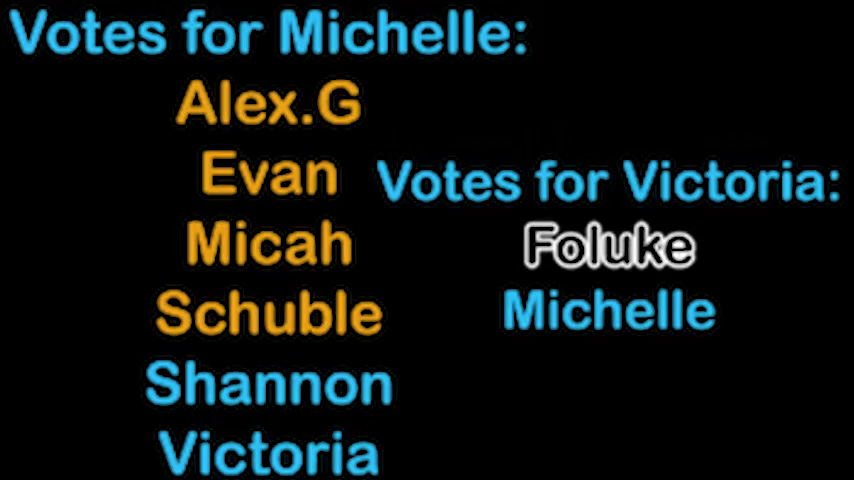 Votes for Michelle:
Alex.G
Evan
Micah
Schuble
Shannon
Victoria
Votes for Victoria:
Foluke
Michelle